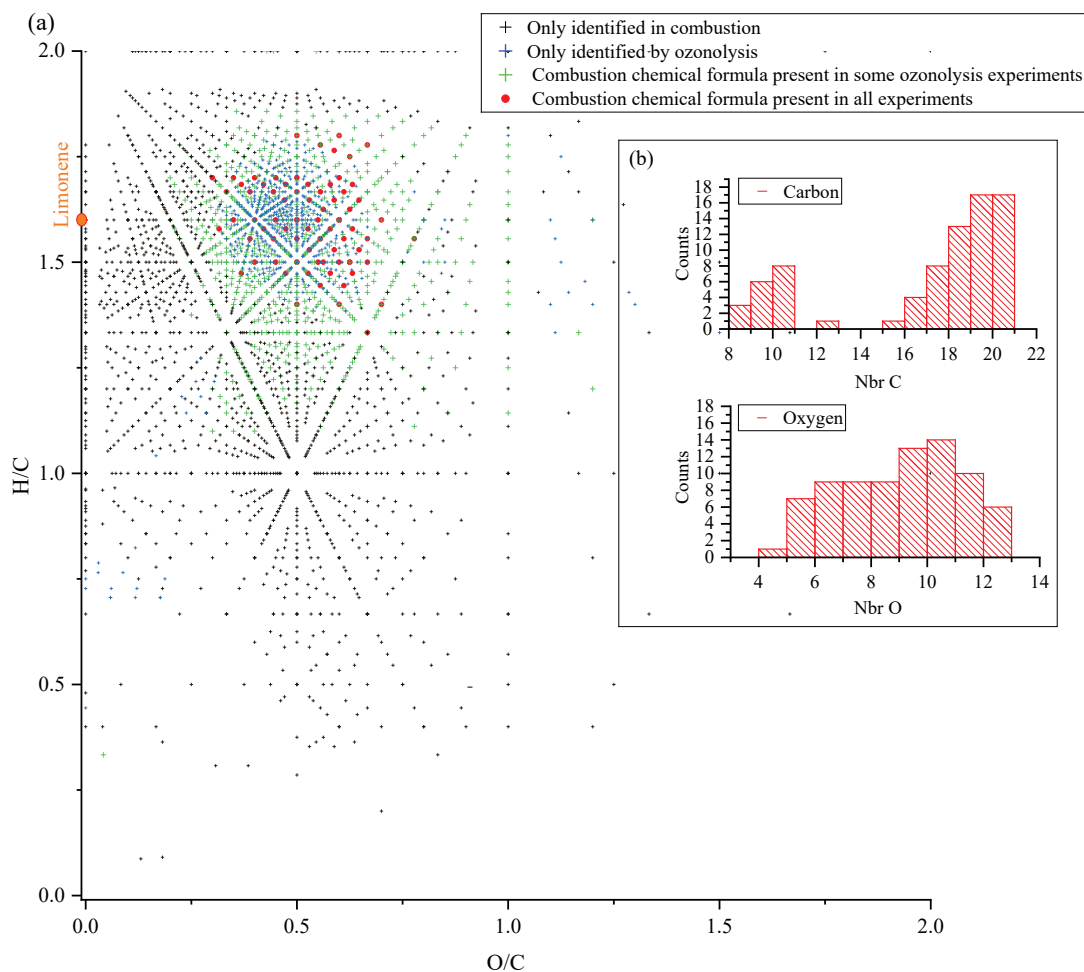 (a)
Only identified in combustion
Only identified by ozonolysis
Combustion chemical formula present in some ozonolysis experiments
Combustion chemical formula present in all experiments
2.0
1.5
1.0
0.5
0.0
H/C
Limonene
0.0 0.5 1.0 1.5 2.0
O/C
(b)
Carbon
18
16
14
12
10
8
6
4
2
0
Counts
8 10 12 14 16 18 20 22
Nbr C
Oxygen
18
16
14
12
10
8
6
4
2
0
Counts
4 6 8 10 12 14
Nbr O